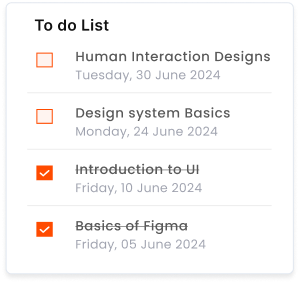 To do List
Human Interaction Designs
Tuesday, 30 June 2024
Design system Basics
Monday, 24 June 2024
Introduction to UI
Friday, 10 June 2024
Basics of Figma
Friday, 05 June 2024